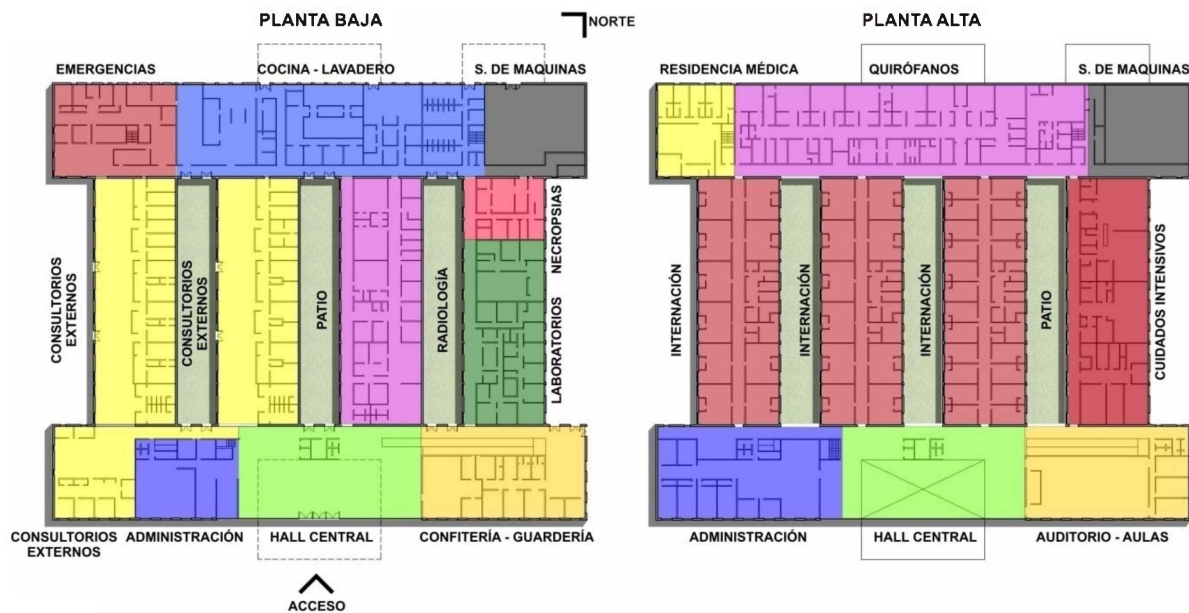 PLANTA BAJA
NORTE
PLANTA ALTA
EMERGENCIAS
COCINA - LAVADERO
S. DE MAQUINAS
RESIDENCIA MÉDICA
QUIRÓFANOS
S. DE MAQUINAS
CONSULTORIOS
EXTERNOS
CONSULTORIOS
EXTERNOS
PATIO
RADIOLOGÍA
NECROPSIAS
LABORATORIOS
INTERNACIÓN
INTERNACIÓN
INTERNACIÓN
PATIO
CUIDADOS INTENSIVOS
CONSULTORIOS
EXTERNOS
ADMINISTRACIÓN
HALL CENTRAL
CONFITERÍA - GUARDERÍA
ADMINISTRACIÓN
HALL CENTRAL
AUDITORIO - AULAS
ACCESO